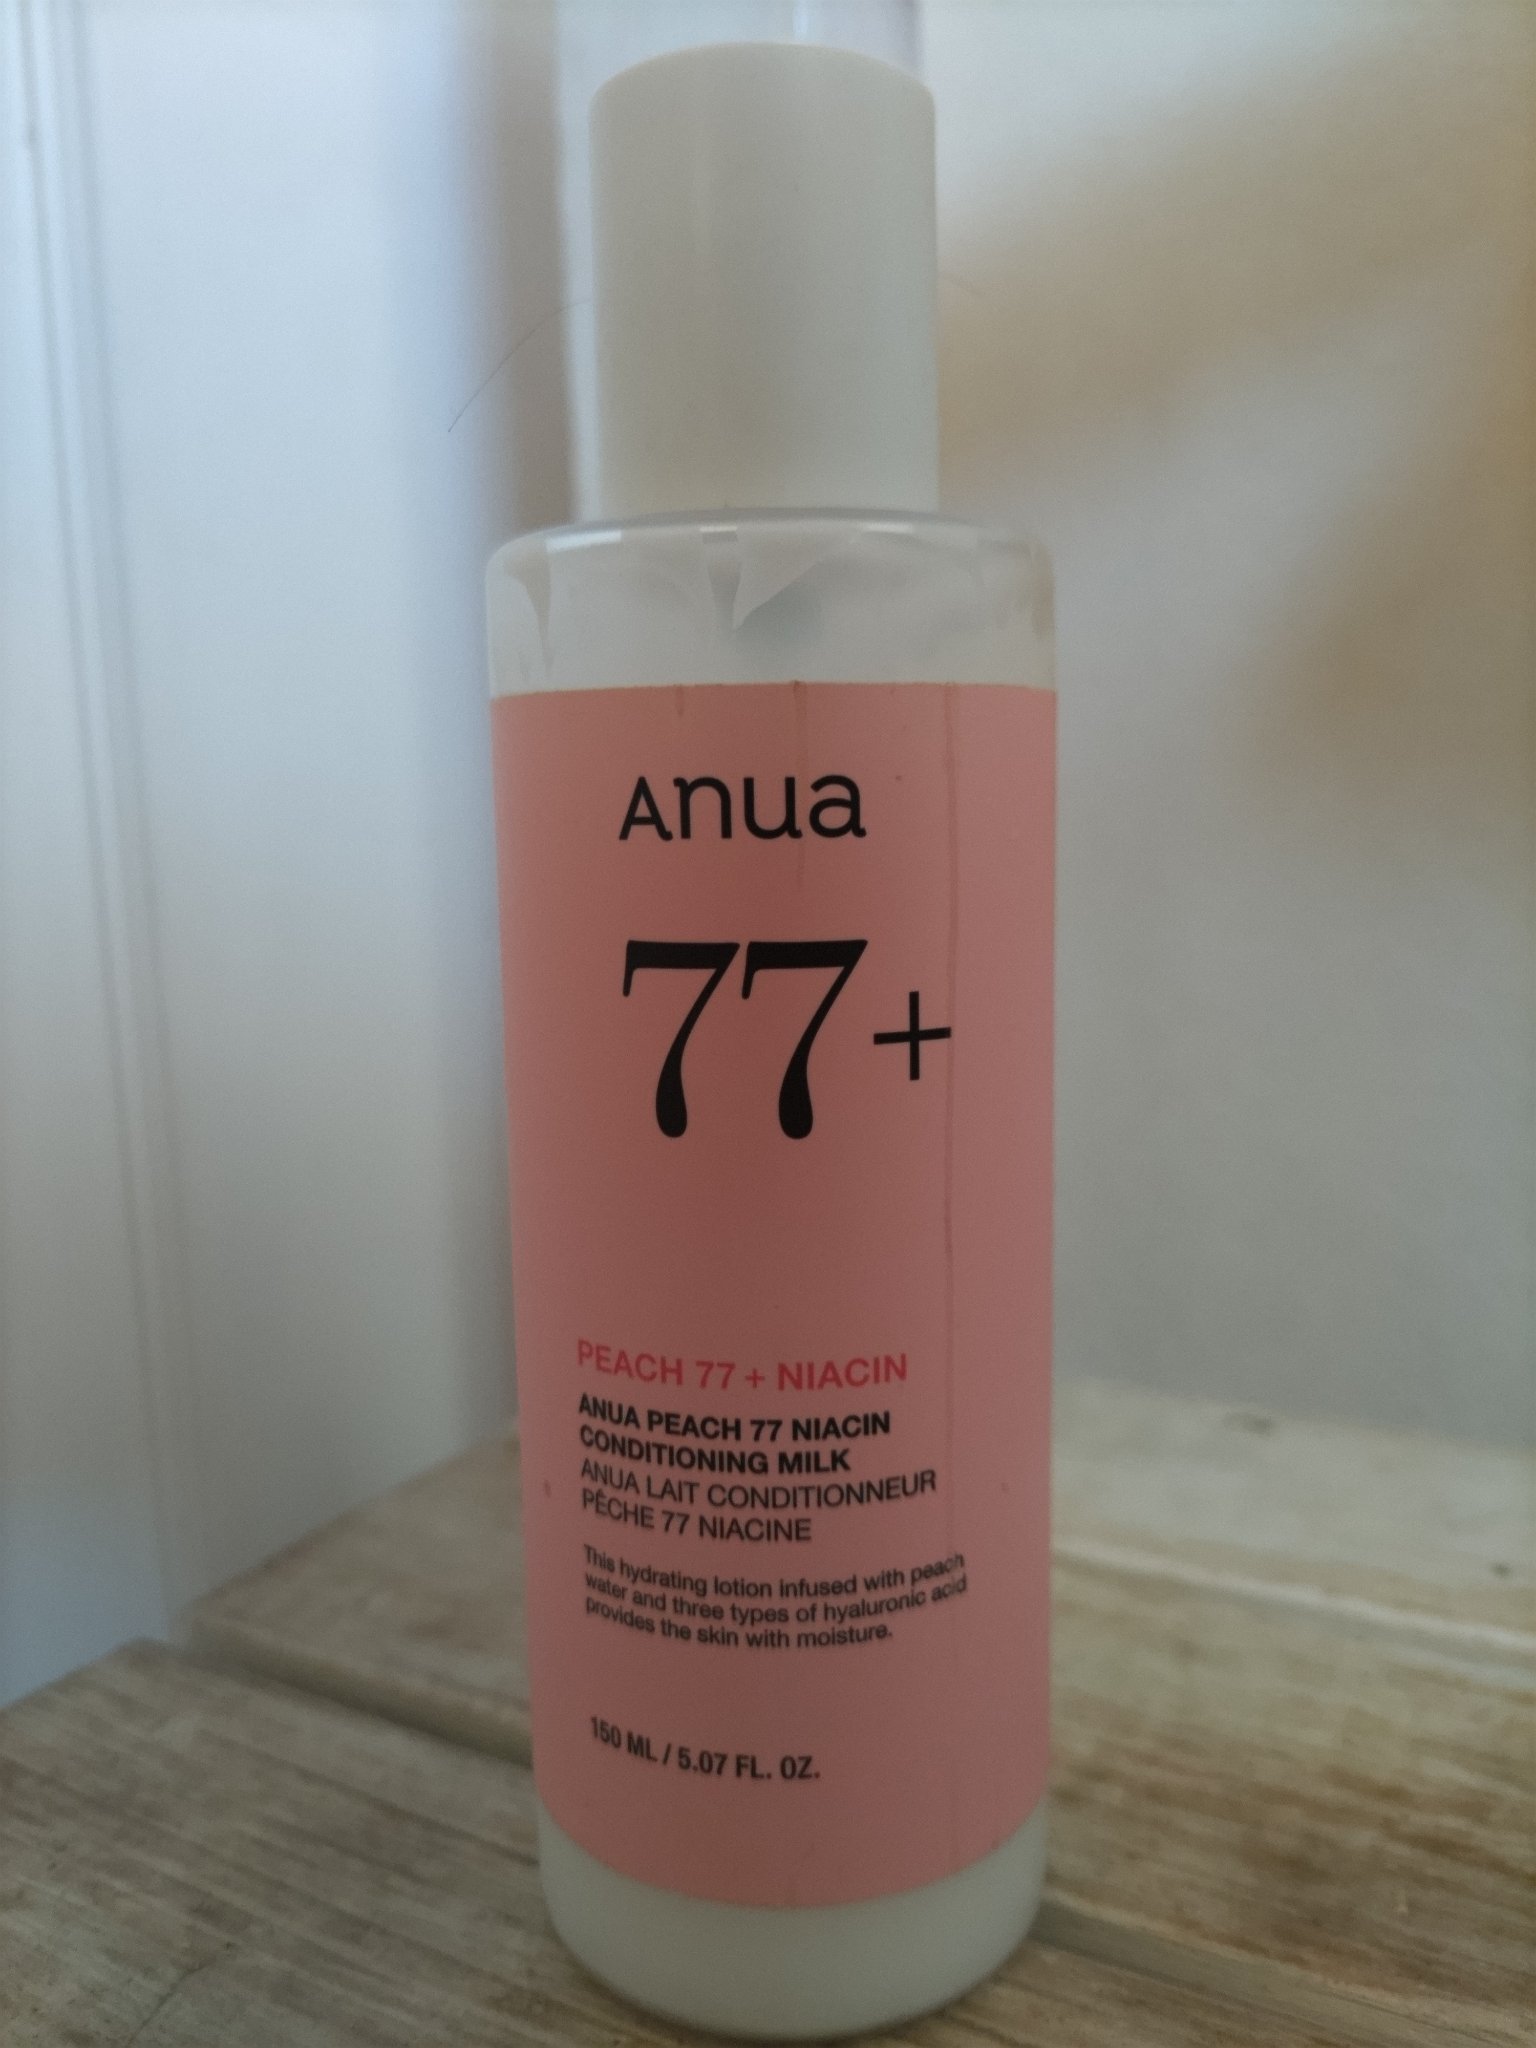 Anua
77+
PEACH 77 + NIACIN
ANUA PEACH 77 NIACIN
CONDITIONING MILK
ANUA LAIT CONDITIONNEUR
PÊCHE 77 NIACINE
This hydrating lotion infused with peach
water and three types of hyaluronic acid
provides the skin with moisture.
150 ML / 5.07 FL. OZ.